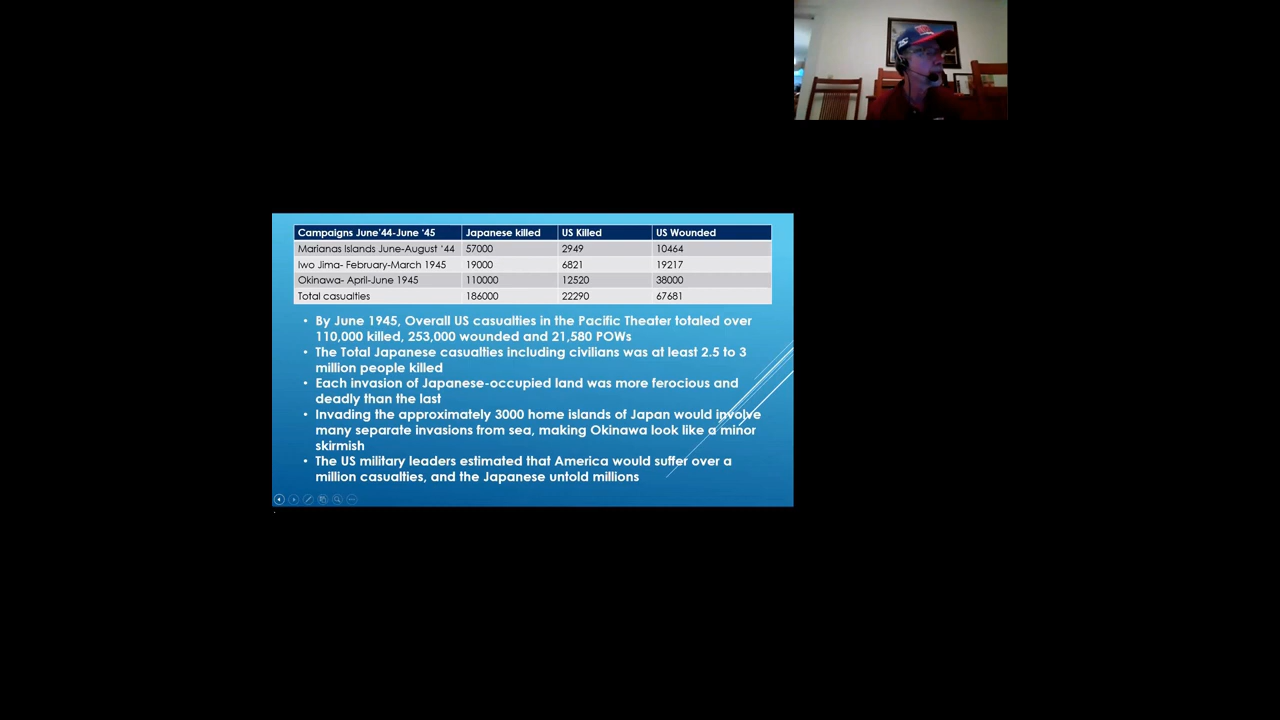 Campaigns June'44-June '45 Japanese killed US Killed US Wounded
Marianas Islands June-August '44 57000 2949 10464
Iwo Jima- February-March 1945 19000 6821 19217
Okinawa- April-June 1945 110000 12520 38000
Total casualties 186000 22290 67681
• By June 1945, Overall US casualties in the Pacific Theater totaled over
110,000 killed, 253,000 wounded and 21,580 POWs
• The Total Japanese casualties including civilians was at least 2.5 to 3
million people killed
• Each invasion of Japanese-occupied land was more ferocious and
deadly than the last
• Invading the approximately 3000 home islands of Japan would involve
many separate invasions from sea, making Okinawa look like a minor
skirmish
• The US military leaders estimated that America would suffer over a
million casualties, and the Japanese untold millions